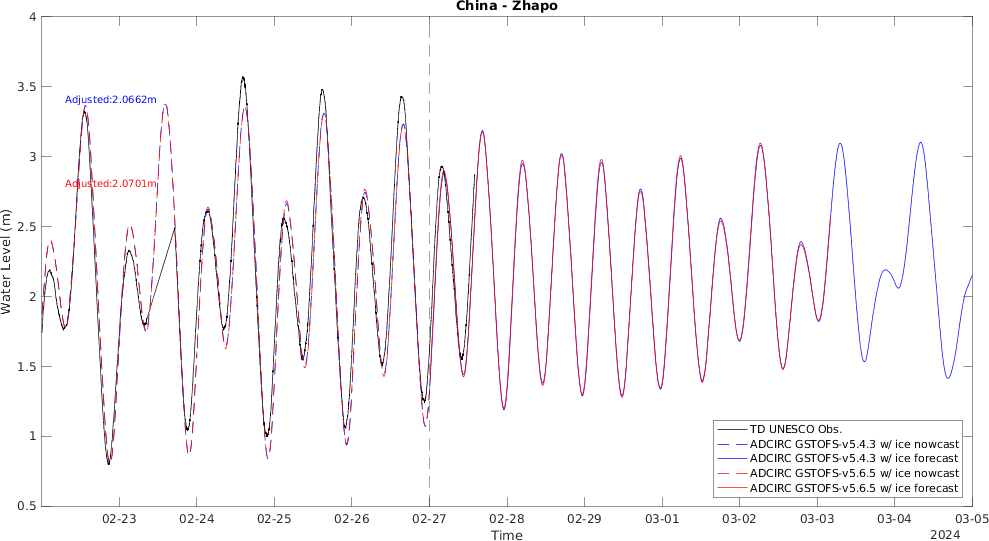 China - Zhapo
4
3.5
3
2.5
2
1.5
1
0.5
Water Level (m)
Adjusted:2.0662m
Adjusted:2.0701m
TD UNESCO Obs.
ADCIRC GSTOFS-v5.4.3 w/ ice nowcast
ADCIRC GSTOFS-v5.4.3 w/ ice forecast
ADCIRC GSTOFS-v5.6.5 w/ ice nowcast
ADCIRC GSTOFS-v5.6.5 w/ ice forecast
02-23 02-24 02-25 02-26 02-27 02-28 02-29 03-01 03-02 03-03 03-04 03-05
Time
2024